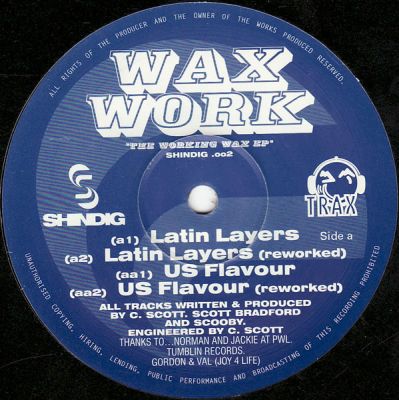 ALL RIGHTS OF THE PRODUCER AND THE OWNER OF THE WORKS PRODUCED RESERVED.
WAX
WORK
"THE WORKING WAX EP"
SHINDIG .002
SHINDIG
TRAX
Side a
(a1) Latin Layers
(a2) Latin Layers (reworked)
(aa1) US Flavour
(aa2) US Flavour (reworked)
ALL TRACKS WRITTEN & PRODUCED
BY C. SCOTT. SCOTT BRADFORD
AND SCOOBY.
ENGINEERED BY C. SCOTT
THANKS TO...NORMAN AND JACKIE AT PWL.
TUMBLIN RECORDS.
GORDON & VAL (JOY 4 LIFE)
UNAUTHORISED COPYING, HIRING, LENDING, PUBLIC PERFORMANCE AND BROADCASTING OF THIS RECORDING PROHIBITED